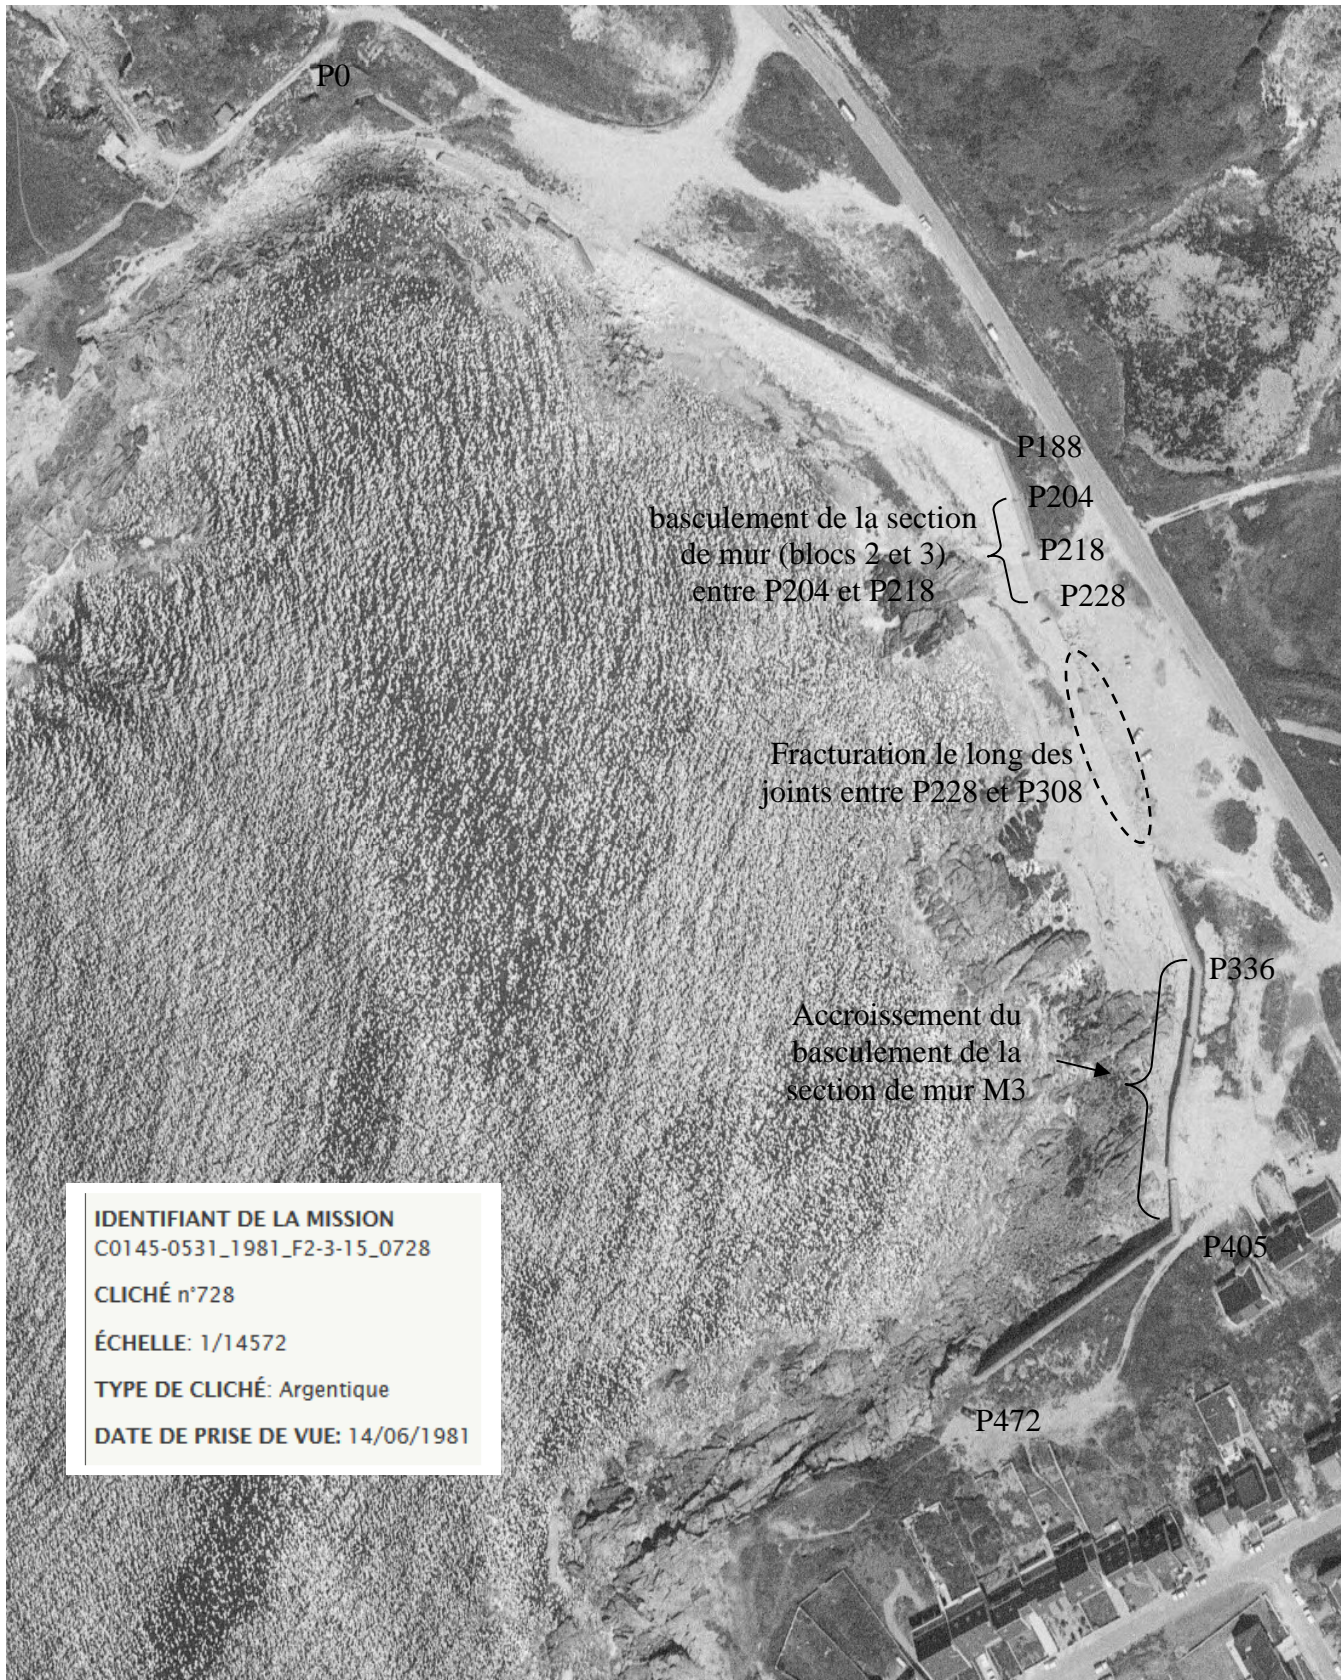 P0
P188
P204
basculement de la section
de mur (blocs 2 et 3)
entre P204 et P218
P218
P228
Fracturation le long des
joints entre P228 et P308
P336
Accroissement du
basculement de la
section de mur M3
P405
P472
IDENTIFIANT DE LA MISSION
C0145-0531_1981_F2-3-15_0728
CLICHÉ n°728
ÉCHELLE: 1/14572
TYPE DE CLICHÉ: Argentique
DATE DE PRISE DE VUE: 14/06/1981